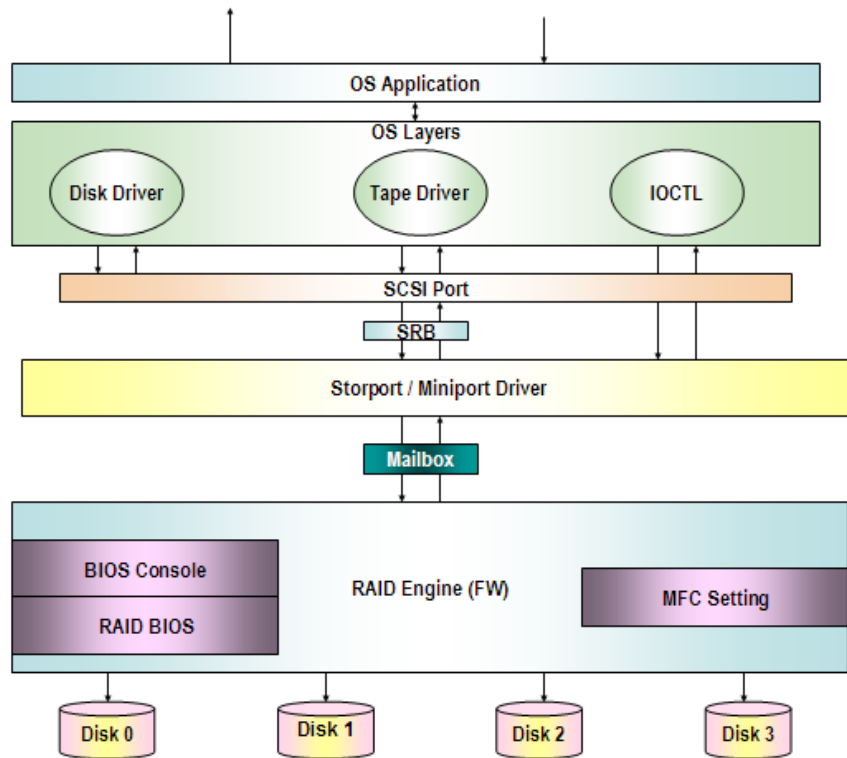 OS Application
OS Layers
Disk Driver
Tape Driver
IOCTL
SCSI Port
SRB
Storport / Miniport Driver
Mailbox
BIOS Console
RAID BIOS
RAID Engine (FW)
MFC Setting
Disk 0
Disk 1
Disk 2
Disk 3